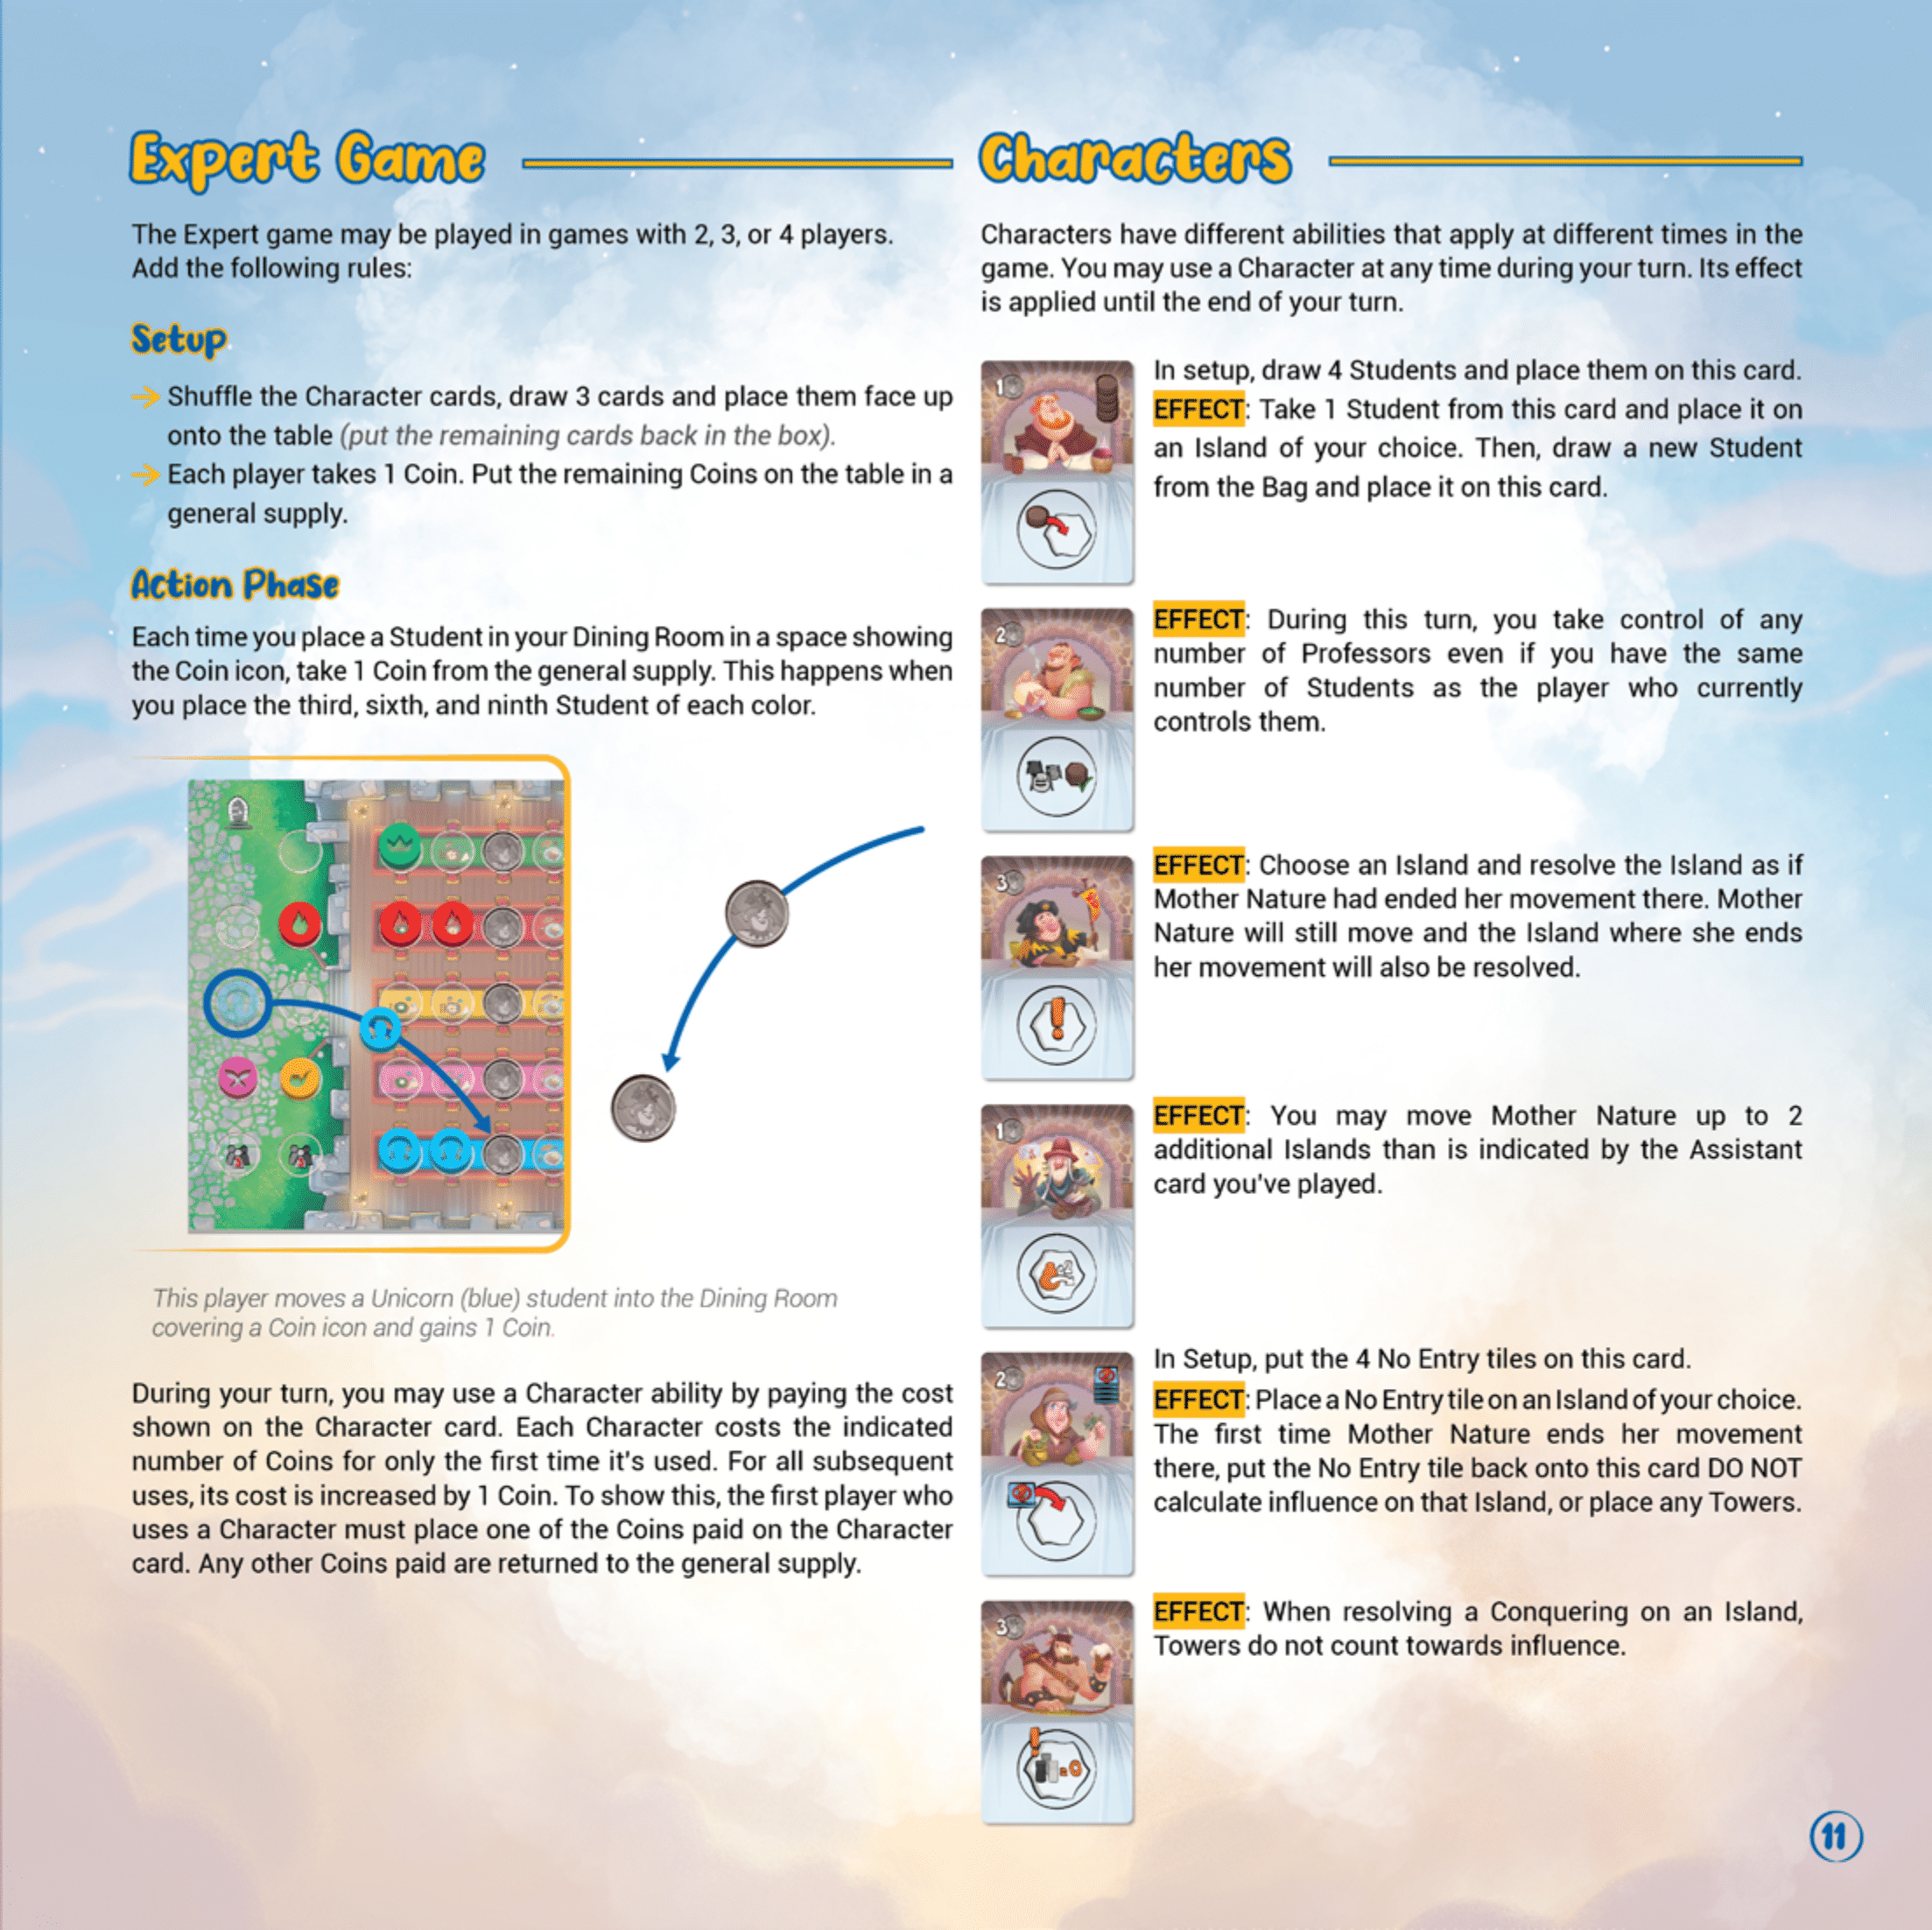 Expert Game
The Expert game may be played in games with 2, 3, or 4 players.
Add the following rules:
Setup
Shuffle the Character cards, draw 3 cards and place them face up
onto the table (put the remaining cards back in the box).
Each player takes 1 Coin. Put the remaining Coins on the table in a
general supply.
Action Phase
Each time you place a Student in your Dining Room in a space showing
the Coin icon, take 1 Coin from the general supply. This happens when
you place the third, sixth, and ninth Student of each color.
This player moves a Unicorn (blue) student into the Dining Room
covering a Coin icon and gains 1 Coin.
During your turn, you may use a Character ability by paying the cost
shown on the Character card. Each Character costs the indicated
number of Coins for only the first time it's used. For all subsequent
uses, its cost is increased by 1 Coin. To show this, the first player who
uses a Character must place one of the Coins paid on the Character
card. Any other Coins paid are returned to the general supply.
Characters
Characters have different abilities that apply at different times in the
game. You may use a Character at any time during your turn. Its effect
is applied until the end of your turn.
1
In setup, draw 4 Students and place them on this card.
EFFECT: Take 1 Student from this card and place it on
an Island of your choice. Then, draw a new Student
from the Bag and place it on this card.
2
EFFECT: During this turn, you take control of any
number of Professors even if you have the same
number of Students as the player who currently
controls them.
3
EFFECT: Choose an Island and resolve the Island as if
Mother Nature had ended her movement there. Mother
Nature will still move and the Island where she ends
her movement will also be resolved.
1
EFFECT: You may move Mother Nature up to 2
additional Islands than is indicated by the Assistant
card you've played.
2
In Setup, put the 4 No Entry tiles on this card.
EFFECT: Place a No Entry tile on an Island of your choice.
The first time Mother Nature ends her movement
there, put the No Entry tile back onto this card DO NOT
calculate influence on that Island, or place any Towers.
3
EFFECT: When resolving a Conquering on an Island,
Towers do not count towards influence.
11